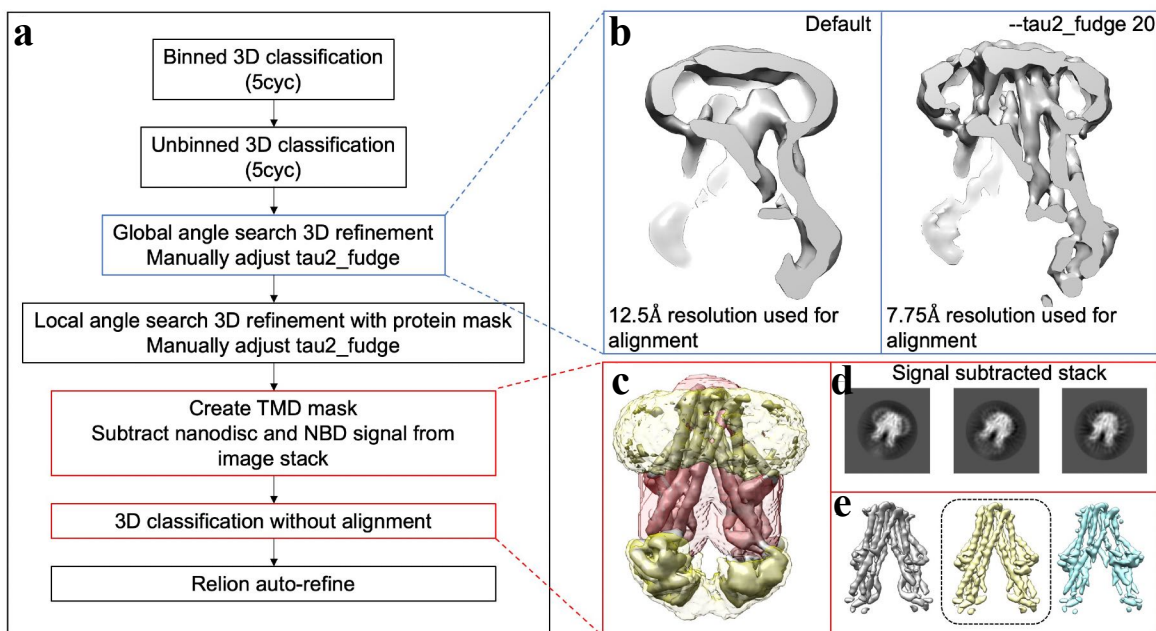 a
Binned 3D classification
(5cyc)
Unbinned 3D classification
(5cyc)
Global angle search 3D refinement
Manually adjust tau2_fudge
Local angle search 3D refinement with protein mask
Manually adjust tau2_fudge
Create TMD mask
Subtract nanodisc and NBD signal from
image stack
3D classification without alignment
Relion auto-refine
b
Default
--tau2_fudge 20
12.5Å resolution used for
alignment
7.75Å resolution used for
alignment
c
d
Signal subtracted stack
e